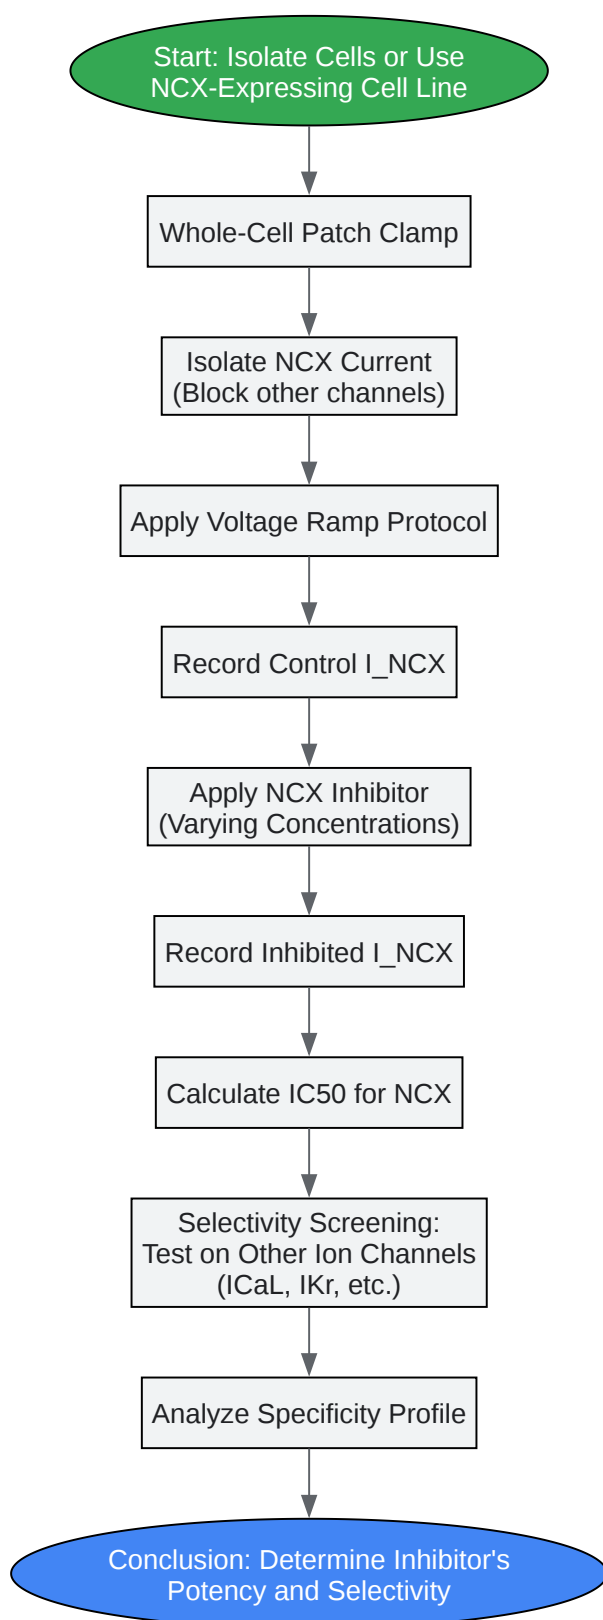 Start: Isolate Cells or Use
NCX-Expressing Cell Line
Whole-Cell Patch Clamp
Isolate NCX Current
(Block other channels)
Apply Voltage Ramp Protocol
Record Control I_NCX
Apply NCX Inhibitor
(Varying Concentrations)
Record Inhibited I_NCX
Calculate IC50 for NCX
Selectivity Screening:
Test on Other Ion Channels
(ICaL, IKr, etc.)
Analyze Specificity Profile
Conclusion: Determine Inhibitor's
Potency and Selectivity